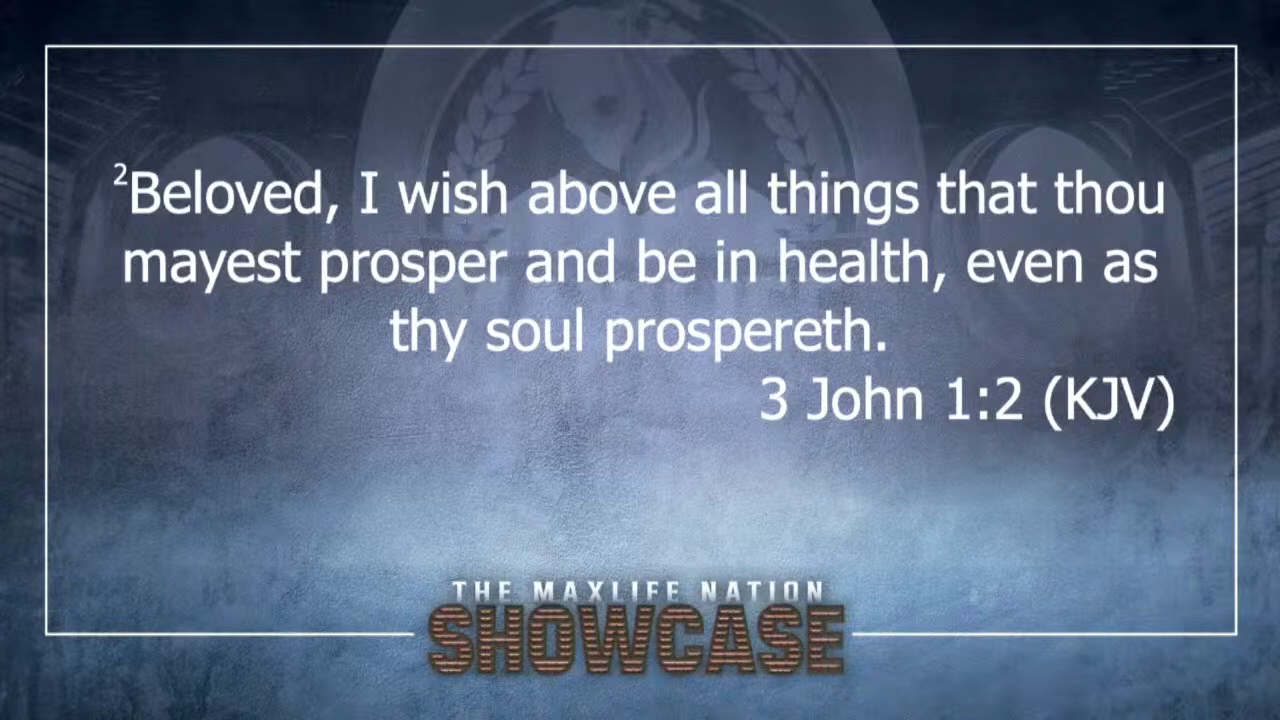 ²Beloved, I wish above all things that thou
mayest prosper and be in health, even as
thy soul prospereth.
3 John 1:2 (KJV)
THE MAXLIFE NATION
SHOWCASE